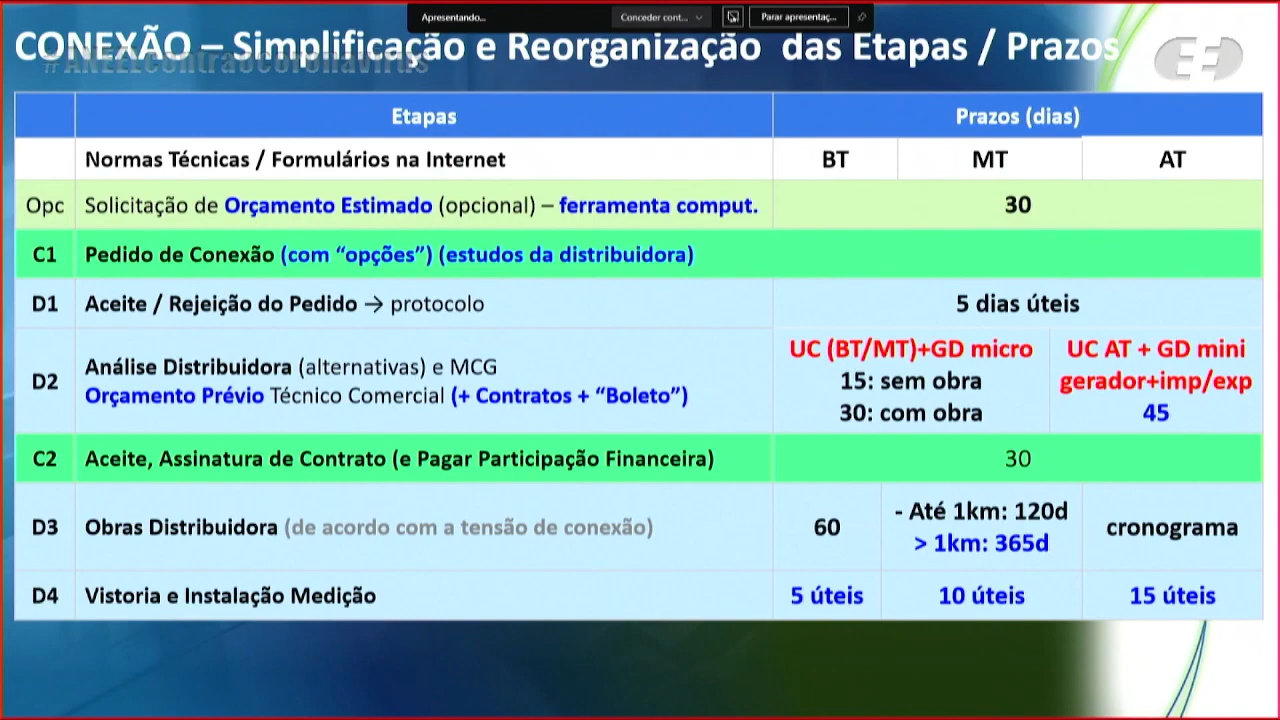 Apresentando...
Conceder cont...
Parar apresentaç...
CONEXÃO – Simplificação e Reorganização das Etapas / Prazos
#ANEELcontraocoronavírus
Etapas
Prazos (dias)
Normas Técnicas / Formulários na Internet
BT
MT
AT
Opc
Solicitação de Orçamento Estimado (opcional) – ferramenta comput.
30
C1
Pedido de Conexão (com “opções”) (estudos da distribuidora)
D1
Aceite / Rejeição do Pedido → protocolo
5 dias úteis
D2
Análise Distribuidora (alternativas) e MCG
Orçamento Prévio Técnico Comercial (+ Contratos + “Boleto”)
UC (BT/MT)+GD micro
15: sem obra
30: com obra
UC AT + GD mini
gerador+imp/exp
45
C2
Aceite, Assinatura de Contrato (e Pagar Participação Financeira)
30
D3
Obras Distribuidora (de acordo com a tensão de conexão)
60
- Até 1km: 120d
> 1km: 365d
cronograma
D4
Vistoria e Instalação Medição
5 úteis
10 úteis
15 úteis